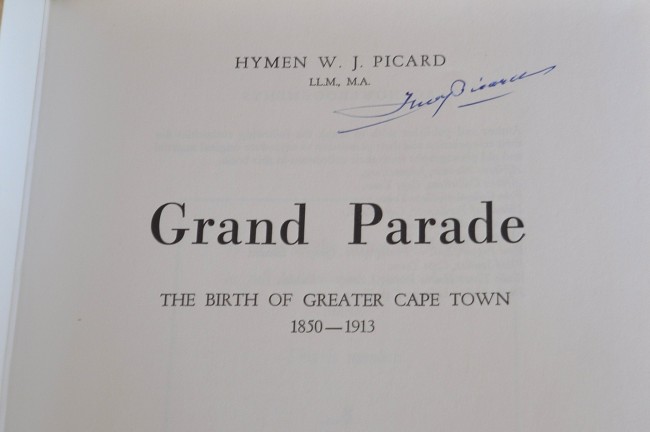 HYMEN W. J. PICARD
LL.M., M.A.
Grand Parade
THE BIRTH OF GREATER CAPE TOWN
1850—1913